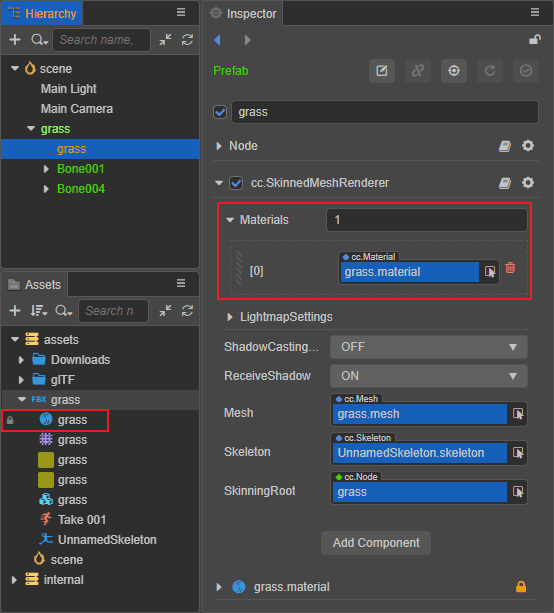 Hierarchy
Search name,
scene
Main Light
Main Camera
grass
grass
Bone001
Bone004
Assets
Search n
assets
Downloads
glTF
FBX grass
grass
grass
grass
grass
grass
Take 001
UnnamedSkeleton
scene
internal
Inspector
Prefab
grass
Node
cc.SkinnedMeshRenderer
Materials 1
cc.Material
[0] grass.material
LightmapSettings
ShadowCasting... OFF
ReceiveShadow ON
cc.Mesh
Mesh grass.mesh
cc.Skeleton
Skeleton UnnamedSkeleton.skeleton
cc.Node
SkinningRoot grass
Add Component
grass.material